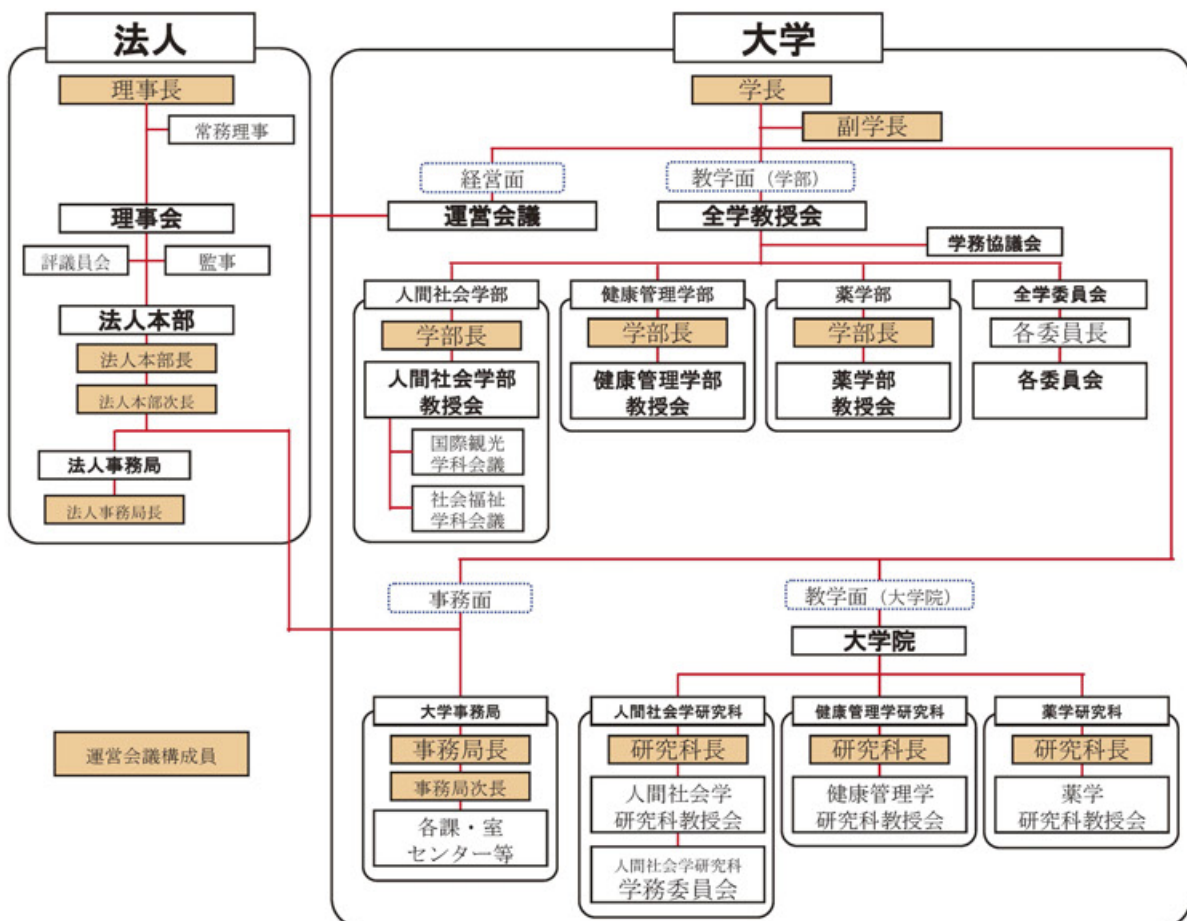 法人
理事長
常務理事
理事会
評議員会
監事
法人本部
法人本部長
法人本部次長
法人事務局
法人事務局長
運営会議構成員
大学
学長
副学長
経営面
教学面（学部）
運営会議
全学教授会
学務協議会
人間社会学部
学部長
人間社会学部
教授会
国際観光
学科会議
社会福祉
学科会議
健康管理学部
学部長
健康管理学部
教授会
薬学部
学部長
薬学部
教授会
全学委員会
各委員長
各委員会
事務面
教学面（大学院）
大学院
大学事務局
事務局長
事務局次長
各課・室
センター等
人間社会学研究科
研究科長
人間社会学
研究科教授会
人間社会学研究科
学務委員会
健康管理学研究科
研究科長
健康管理学
研究科教授会
薬学研究科
研究科長
薬学
研究科教授会